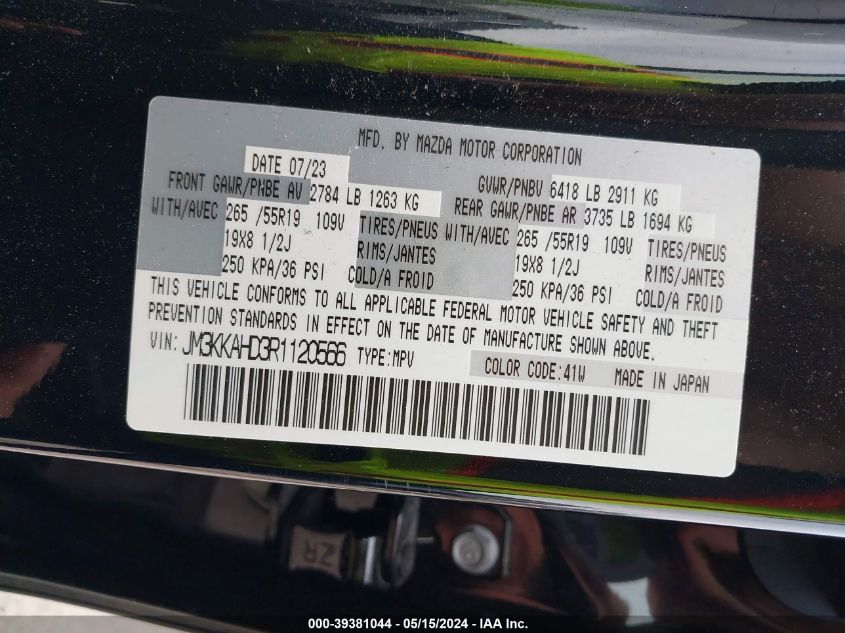 MFD. BY MAZDA MOTOR CORPORATION
DATE 07/23 GVWR/PNBV 6418 LB 2911 KG
FRONT GAWR/PNBE AV 2784 LB 1263 KG REAR GAWR/PNBE AR 3735 LB 1694 KG
WITH/AVEC 265 /55R19 109V TIRES/PNEUS WITH/AVEC 265 /55R19 109V TIRES/PNEUS
19X8 1/2J RIMS/JANTES 19X8 1/2J RIMS/JANTES
250 KPA/36 PSI COLD/A FROID 250 KPA/36 PSI COLD/A FROID
THIS VEHICLE CONFORMS TO ALL APPLICABLE FEDERAL MOTOR VEHICLE SAFETY AND THEFT
PREVENTION STANDARDS IN EFFECT ON THE DATE OF MANUFACTURE SHOWN ABOVE.
VIN: JM3KKAHD3R1120566 TYPE:MPV COLOR CODE:41W MADE IN JAPAN
ZR
000-39381044 — 05/15/2024 — IAA Inc.